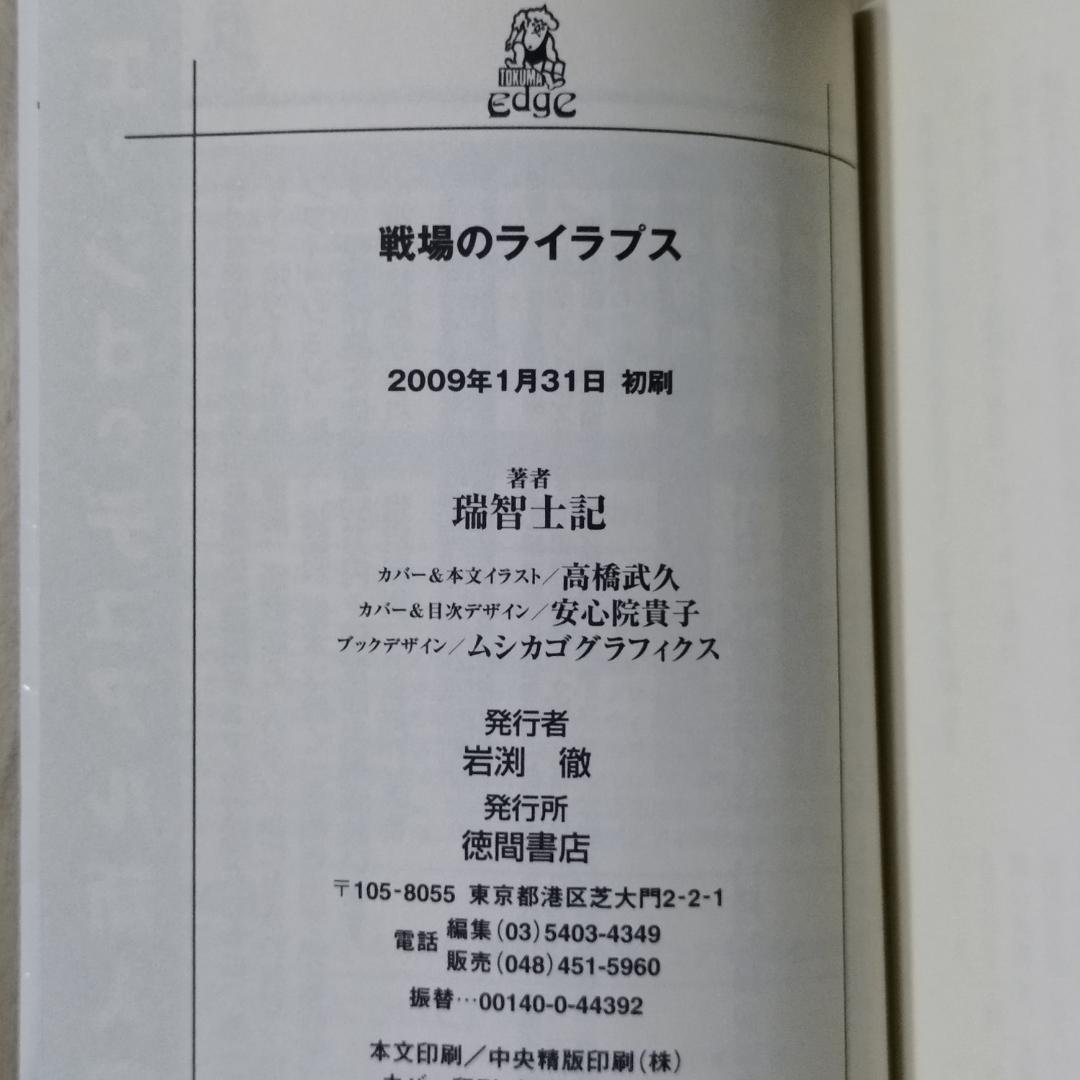 TOKUMA
EdgE
戦場のライラプス
2009年1月31日 初刷
著者
瑞智士記
カバー&本文イラスト/高橋武久
カバー&目次デザイン/安心院貴子
ブックデザイン/ムシカゴグラフィクス
発行者
岩渕 徹
発行所
徳間書店
〒105-8055 東京都港区芝大門2-2-1
電話 編集(03)5403-4349
販売(048)451-5960
振替…00140-0-44392
本文印刷/中央精版印刷(株)